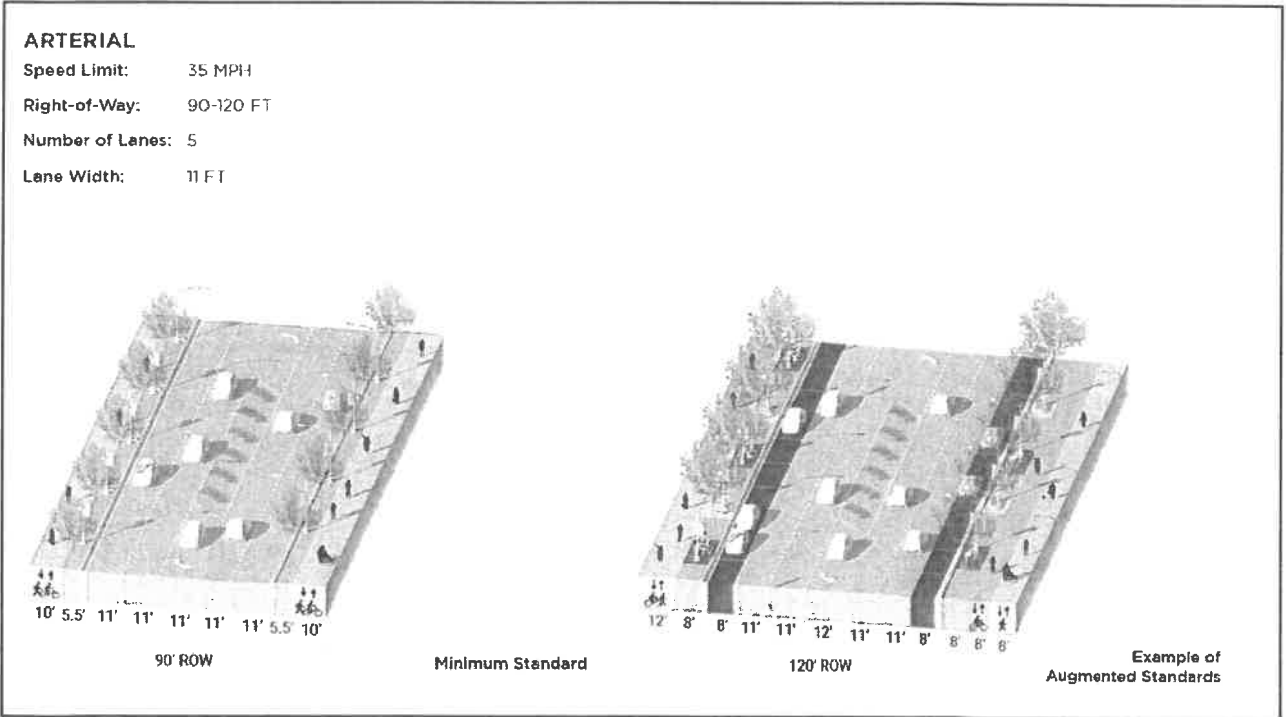 ARTERIAL
Speed Limit: 35 MPH
Right-of-Way: 90-120 FT
Number of Lanes: 5
Lane Width: 11 FT
10' 5.5' 11' 11' 11' 11' 11' 5.5' 10'
12' 8' 8' 11' 11' 12' 11' 11' 8' 8' 8' 8'
90' ROW
Minimum Standard
120' ROW
Example of
Augmented Standards